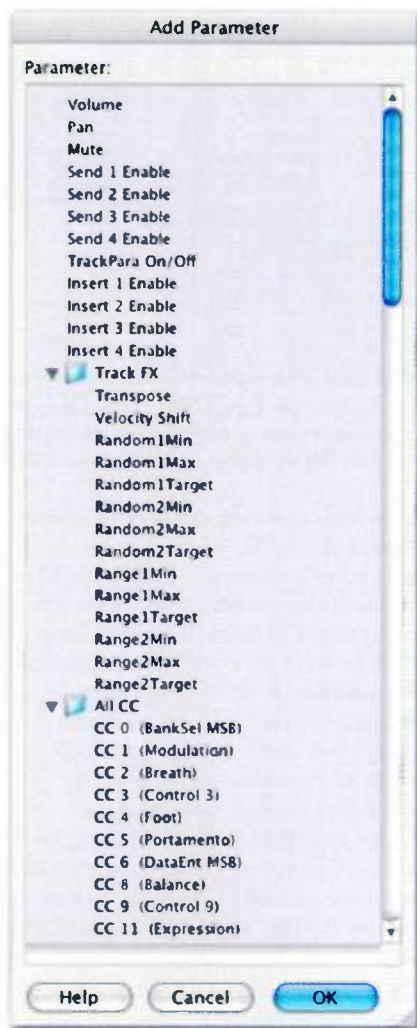 Add Parameter
Parameter:
Volume
Pan
Mute
Send 1 Enable
Send 2 Enable
Send 3 Enable
Send 4 Enable
TrackPara On/Off
Insert 1 Enable
Insert 2 Enable
Insert 3 Enable
Insert 4 Enable
Track FX
Transpose
Velocity Shift
Random1Min
Random1Max
Random1Target
Random2Min
Random2Max
Random2Target
Range1Min
Range1Max
Range1Target
Range2Min
Range2Max
Range2Target
All CC
CC 0 (BankSel MSB)
CC 1 (Modulation)
CC 2 (Breath)
CC 3 (Control 3)
CC 4 (Foot)
CC 5 (Portamento)
CC 6 (DataEnt MSB)
CC 8 (Balance)
CC 9 (Control 9)
CC 11 (Expression)
Help Cancel OK